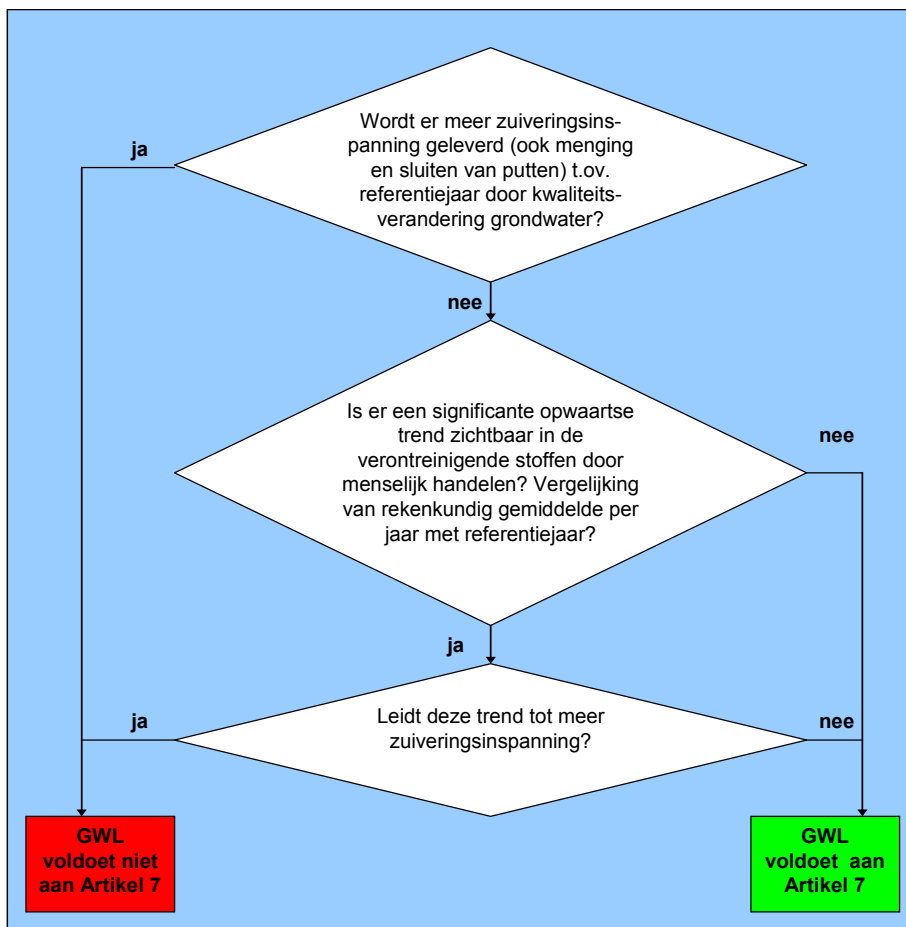 Wordt er meer zuiveringsins-
panning geleverd (ook menging
en sluiten van putten) t.ov.
referentiejaar door kwaliteits-
verandering grondwater?
ja
nee
Is er een significante opwaartse
trend zichtbaar in de
verontreinigende stoffen door
menselijk handelen? Vergelijking
van rekenkundig gemiddelde per
jaar met referentiejaar?
nee
ja
Leidt deze trend tot meer
zuiveringsinspanning?
ja
nee
GWL
voldoet niet
aan Artikel 7
GWL
voldoet aan
Artikel 7